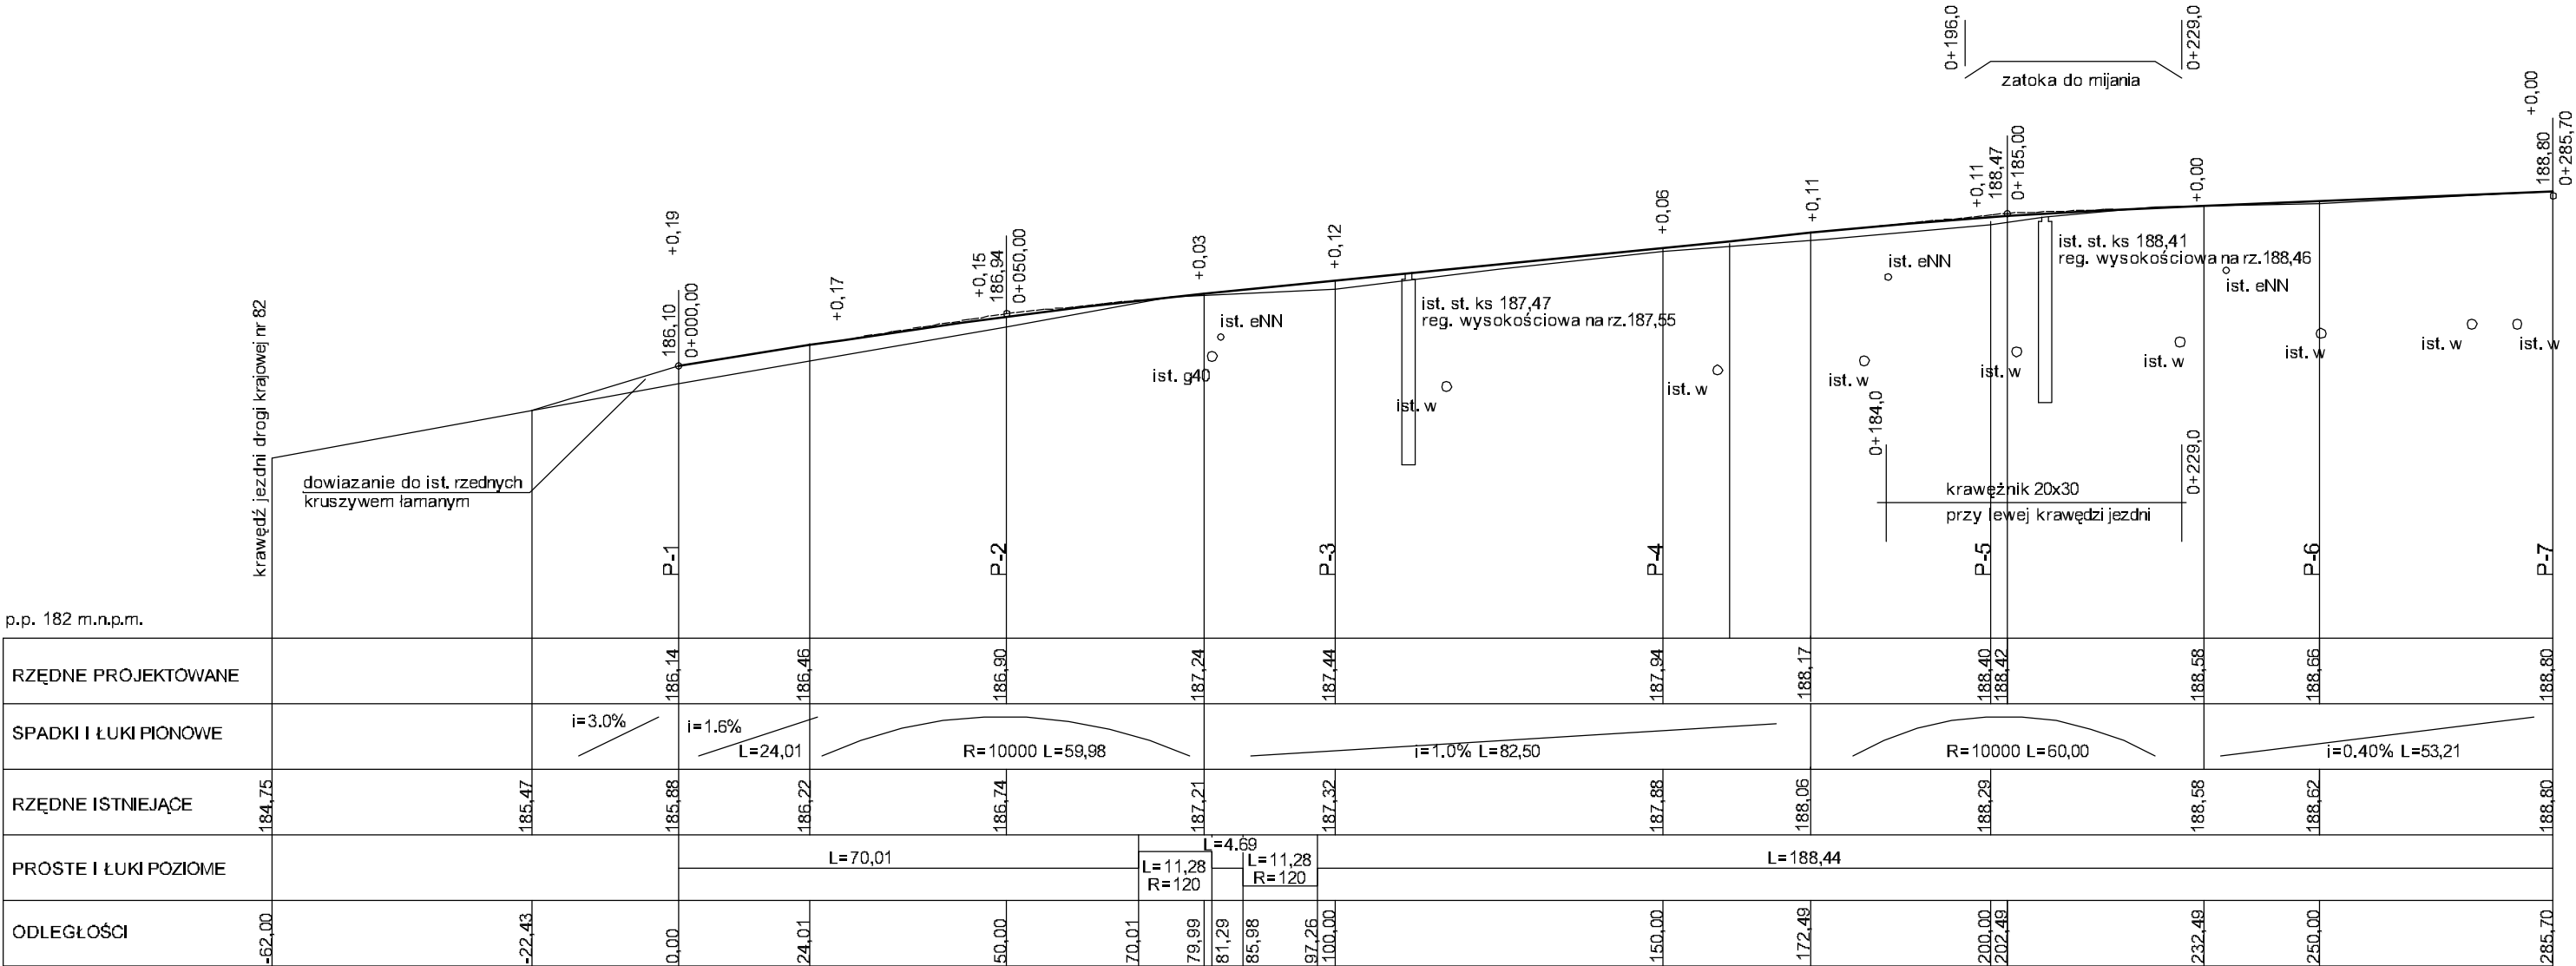 0+196,0
0+229,0
zatoka do mijania
+0,00
188,80
0+285,70
+0,11
188,47
0+185,00
+0,00
+0,11
+0,06
+0,12
+0,03
+0,15
186,94
0+050,00
+0,17
+0,19
186,10
0+000,00
krawędź jezdni drogi krajowej nr 82
ist. st. ks 188,41
reg. wysokościowa na rz.188,46
ist. eNN
ist. eNN
ist. st. ks 187,47
reg. wysokościowa na rz.187,55
ist. eNN
ist. g40
ist. w
ist. w
ist. w
ist. w
ist. w
ist. w
ist. w
ist. w
0+184,0
0+229,0
dowiazanie do ist. rzednych
kruszywem łamanym
krawężnik 20x30
przy lewej krawędzi jezdni
P-1
P-2
P-3
P-4
P-5
P-6
P-7
p.p. 182 m.n.p.m.
RZĘDNE PROJEKTOWANE
186,14
186,46
186,90
187,24
187,44
187,94
188,17
188,40
188,42
188,58
188,66
188,80
SPADKI I ŁUKI PIONOWE
i=3.0%
i=1.6%
L=24,01
R=10000 L=59,98
i=1.0% L=82,50
R=10000 L=60,00
i=0.40% L=53,21
RZĘDNE ISTNIEJĄCE
184,75
185,47
185,88
186,22
186,74
187,21
187,32
187,88
188,06
188,29
188,58
188,62
188,80
PROSTE I ŁUKI POZIOME
L=70,01
L=11,28
R=120
L=4.69
L=11,28
R=120
L=188,44
ODLEGŁOŚCI
-62,00
-22,43
0,00
24,01
50,00
70,01
79,99
81,29
85,98
97,26
100,00
150,00
172,49
200,00
202,49
232,49
250,00
285,70